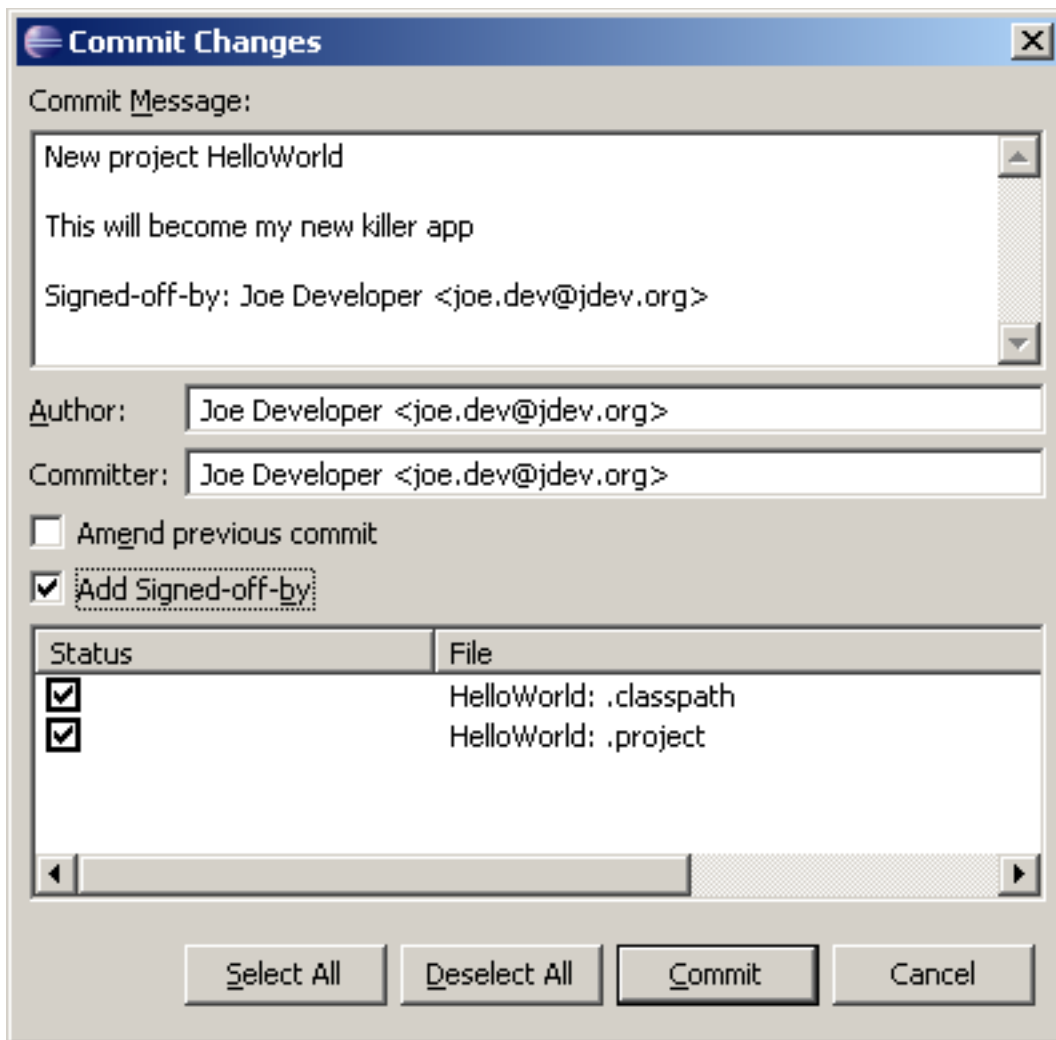 Commit Changes
Commit Message:
New project HelloWorld
This will become my new killer app
Signed-off-by: Joe Developer <joe.dev@jdev.org>
Author: Joe Developer <joe.dev@jdev.org>
Committer: Joe Developer <joe.dev@jdev.org>
Amend previous commit
Add Signed-off-by
Status File
HelloWorld: .classpath
HelloWorld: .project
Select All Deselect All Commit Cancel